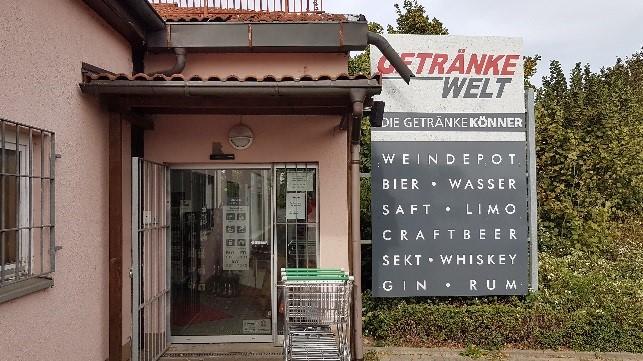 GETRÄNKE
WELT
DIE GETRÄNKEKÖNNER
WEINDEPOT
BIER • WASSER
SAFT • LIMO
CRAFTBEER
SEKT • WHISKEY
GIN • RUM